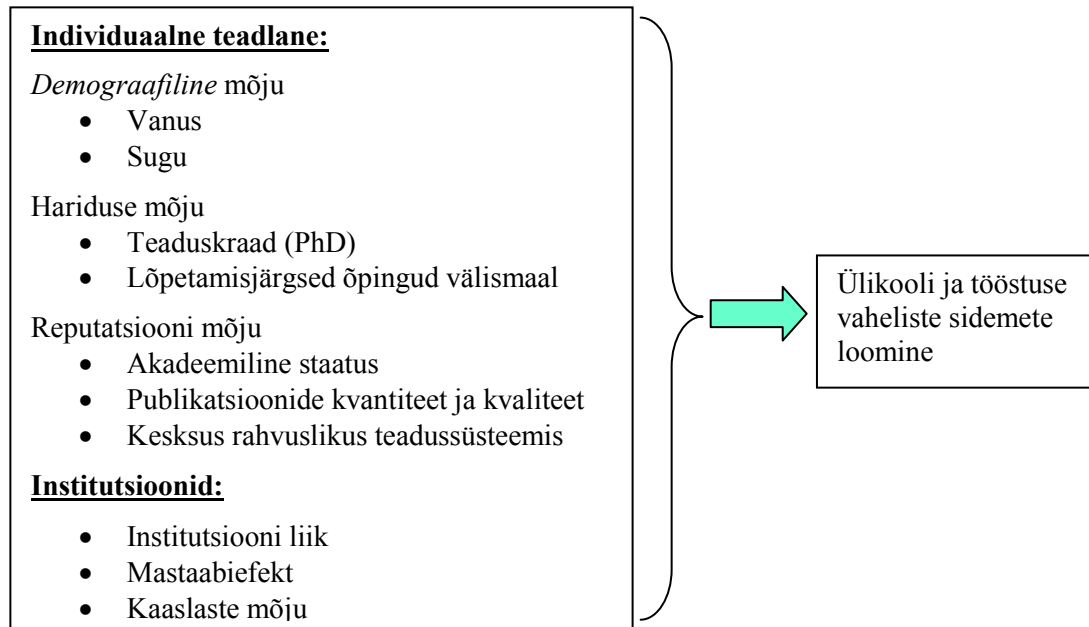 Individuaalne teadlane:
Demograafiline mõju
• Vanus
• Sugu
Hariduse mõju
• Teaduskraad (PhD)
• Lõpetamisjärgsed õpingud välismaal
Reputatsiooni mõju
• Akadeemiline staatus
• Publikatsioonide kvantiteet ja kvaliteet
• Kesksus rahvuslikus teadussüsteemis
Institutsioonid:
• Institutsiooni liik
• Mastaabiefekt
• Kaaslaste mõju
Ülikooli ja tööstuse
vaheliste sidemete
loomine